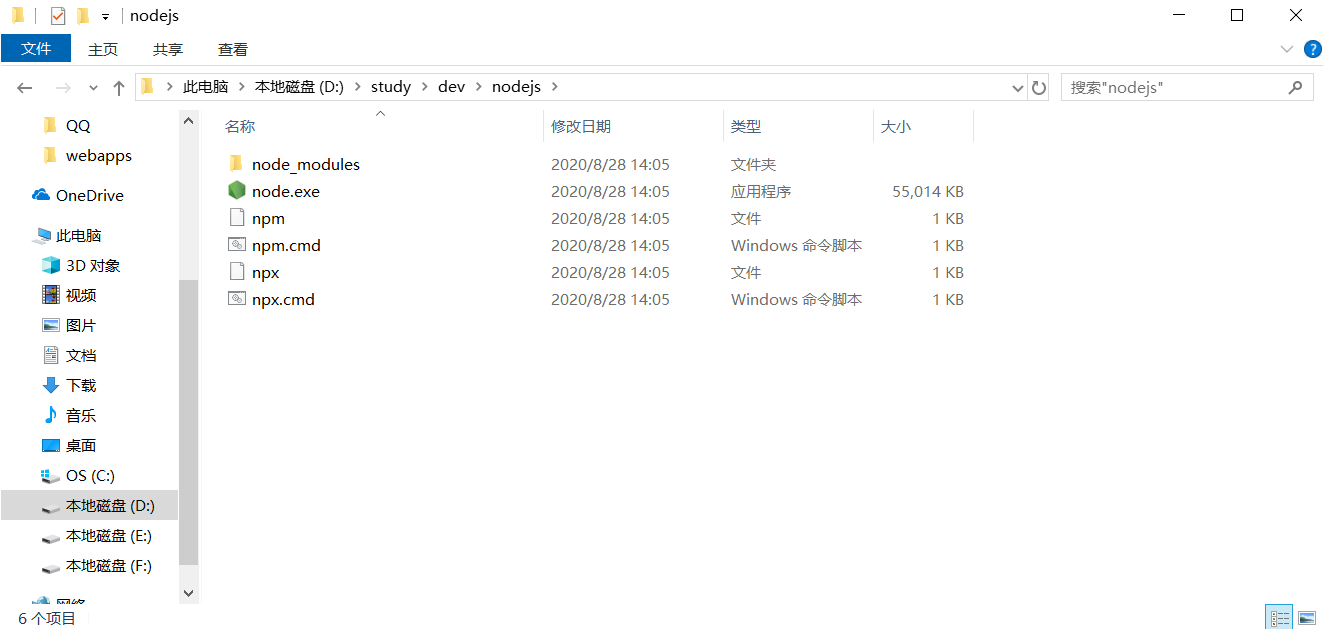 nodejs
文件 主页 共享 查看
此电脑 本地磁盘 (D:) study dev nodejs 搜索"nodejs"
QQ
webapps
OneDrive
此电脑
3D 对象
视频
图片
文档
下载
音乐
桌面
OS (C:)
本地磁盘 (D:)
本地磁盘 (E:)
本地磁盘 (F:)
网络
名称 修改日期 类型 大小
node_modules 2020/8/28 14:05 文件夹
node.exe 2020/8/28 14:05 应用程序 55,014 KB
npm 2020/8/28 14:05 文件 1 KB
npm.cmd 2020/8/28 14:05 Windows 命令脚本 1 KB
npx 2020/8/28 14:05 文件 1 KB
npx.cmd 2020/8/28 14:05 Windows 命令脚本 1 KB
6 个项目